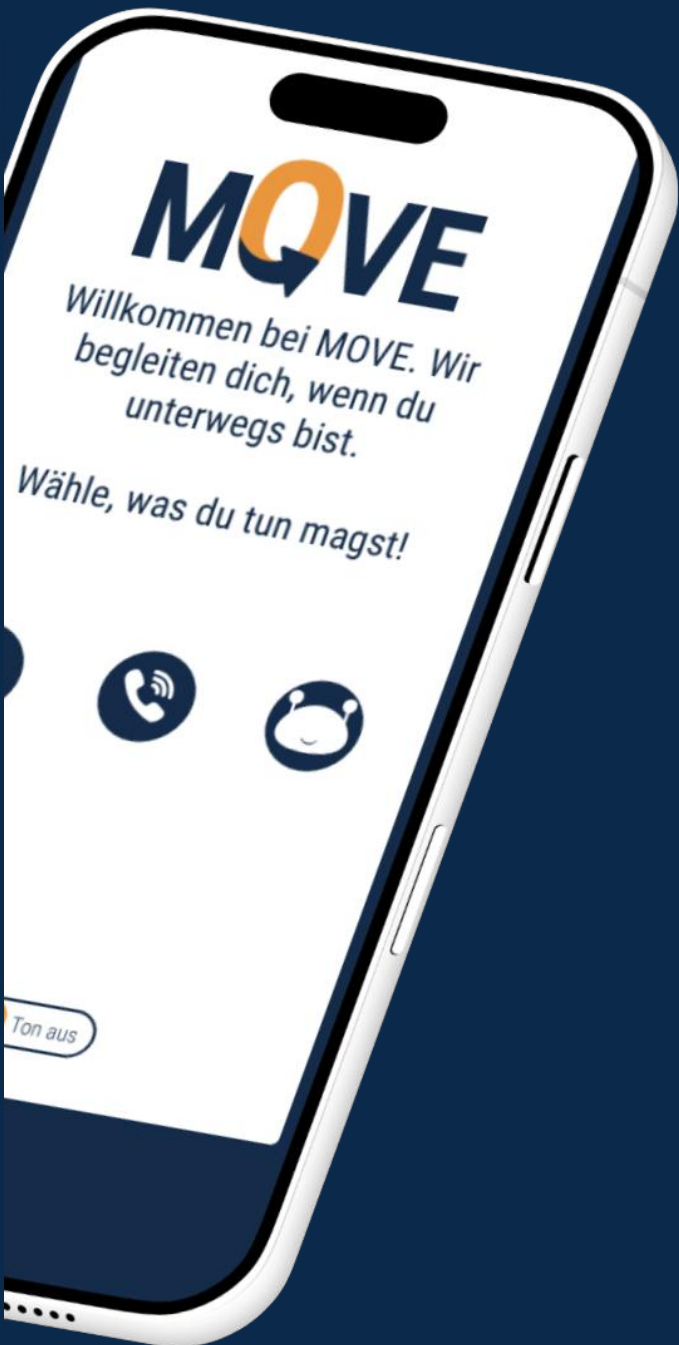 MOVE
Willkommen bei MOVE. Wir
begleiten dich, wenn du
unterwegs bist.
Wähle, was du tun magst!
Ton aus